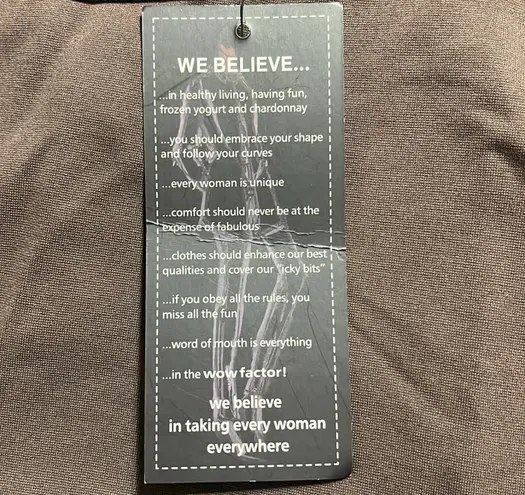 WE BELIEVE...
...in healthy living, having fun,
frozen yogurt and chardonnay
...you should embrace your shape
and follow your curves
...every woman is unique
...comfort should never be at the
expense of fabulous
...clothes should enhance our best
qualities and cover our "icky bits"
...if you obey all the rules, you
miss all the fun
...word of mouth is everything
...in the wow factor!
we believe
in taking every woman
everywhere